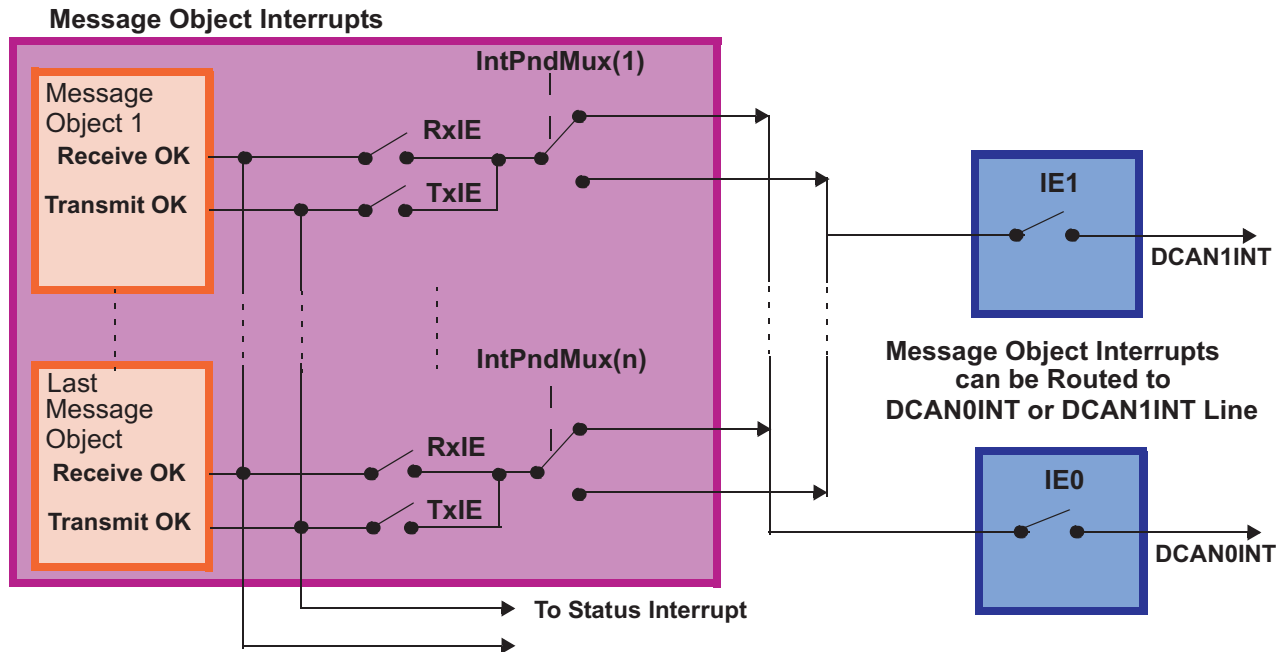 Message Object Interrupts
IntPndMux(1)
Message
Object 1
Receive OK
Transmit OK
RxIE
TxIE
IE1
DCAN1INT
IntPndMux(n)
Last
Message
Object
Receive OK
Transmit OK
RxIE
TxIE
Message Object Interrupts
can be Routed to
DCAN0INT or DCAN1INT Line
IE0
DCAN0INT
To Status Interrupt